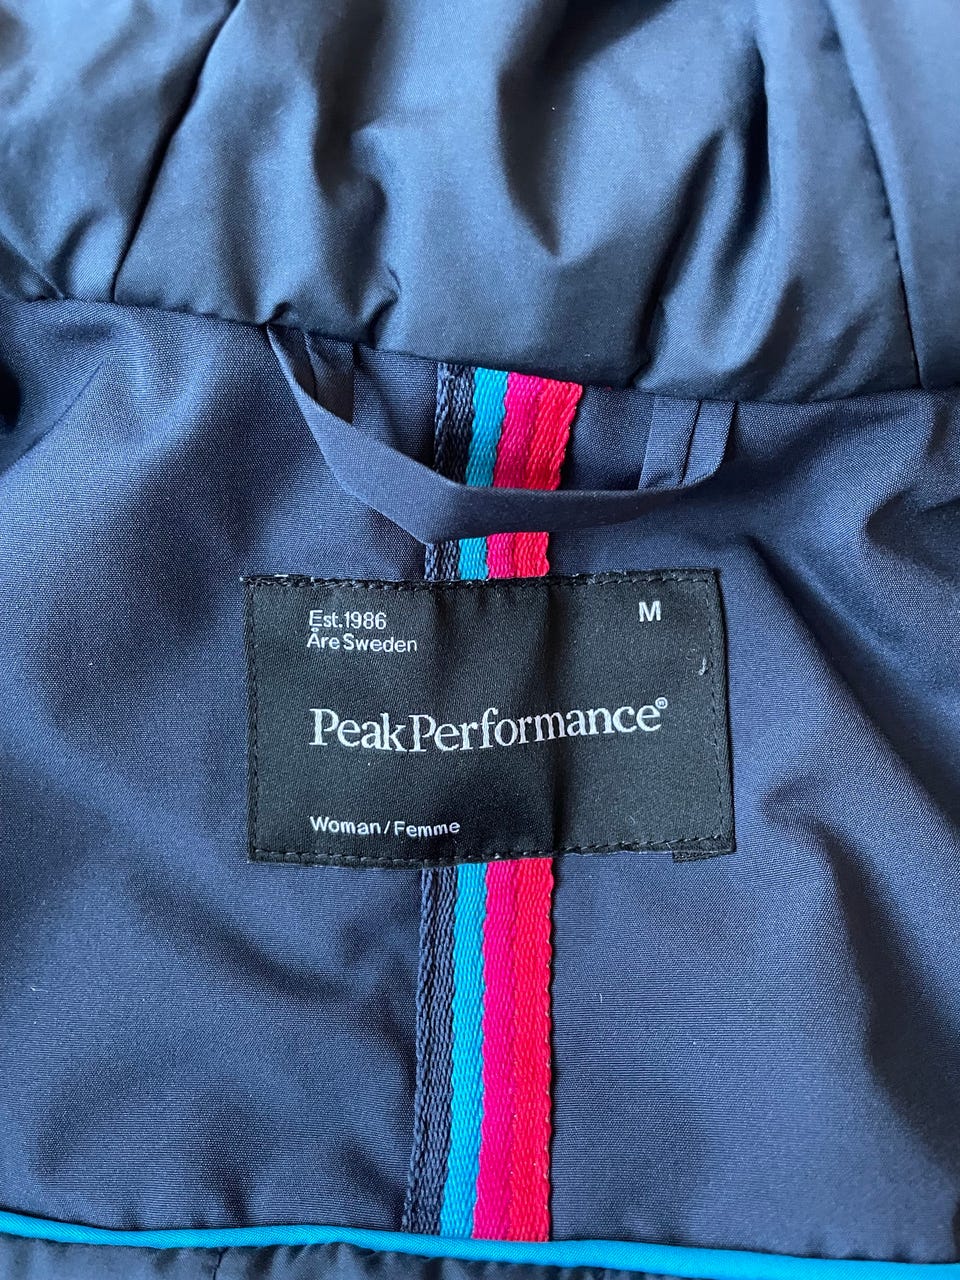 Est.1986
M
Åre Sweden
PeakPerformance®
Woman/Femme